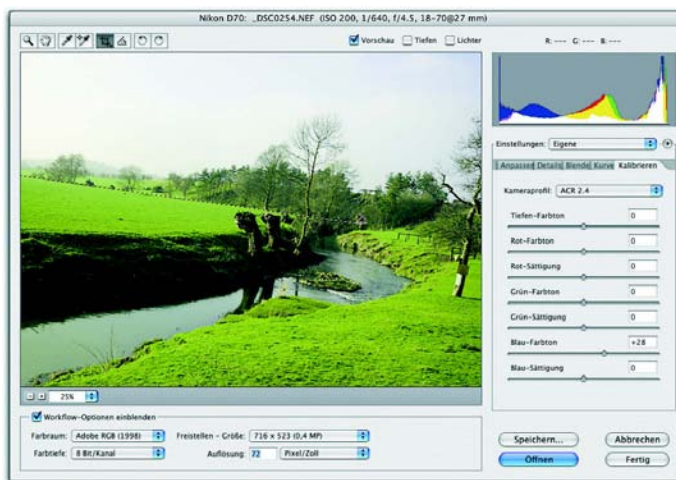 Nikon D70: _DSC0254.NEF (ISO 200, 1/640, f/4.5, 18-70@27 mm)
Vorschau Tiefen Lichter
R: --- G: --- B: ---
Einstellungen: Eigene
Anpassen Details Blende Kurve Kalibrieren
Kameraprofil: ACR 2.4
Tiefen-Farbton 0
Rot-Farbton 0
Rot-Sättigung 0
Grün-Farbton 0
Grün-Sättigung 0
Blau-Farbton +28
Blau-Sättigung 0
25%
Workflow-Optionen einblenden
Farbraum: Adobe RGB (1998) Freistellen - Größe: 716 x 523 (0,4 MP)
Farbtiefe: 8 Bit/Kanal Auflösung: 72 Pixel/Zoll
Speichern... Abbrechen
Öffnen Fertig